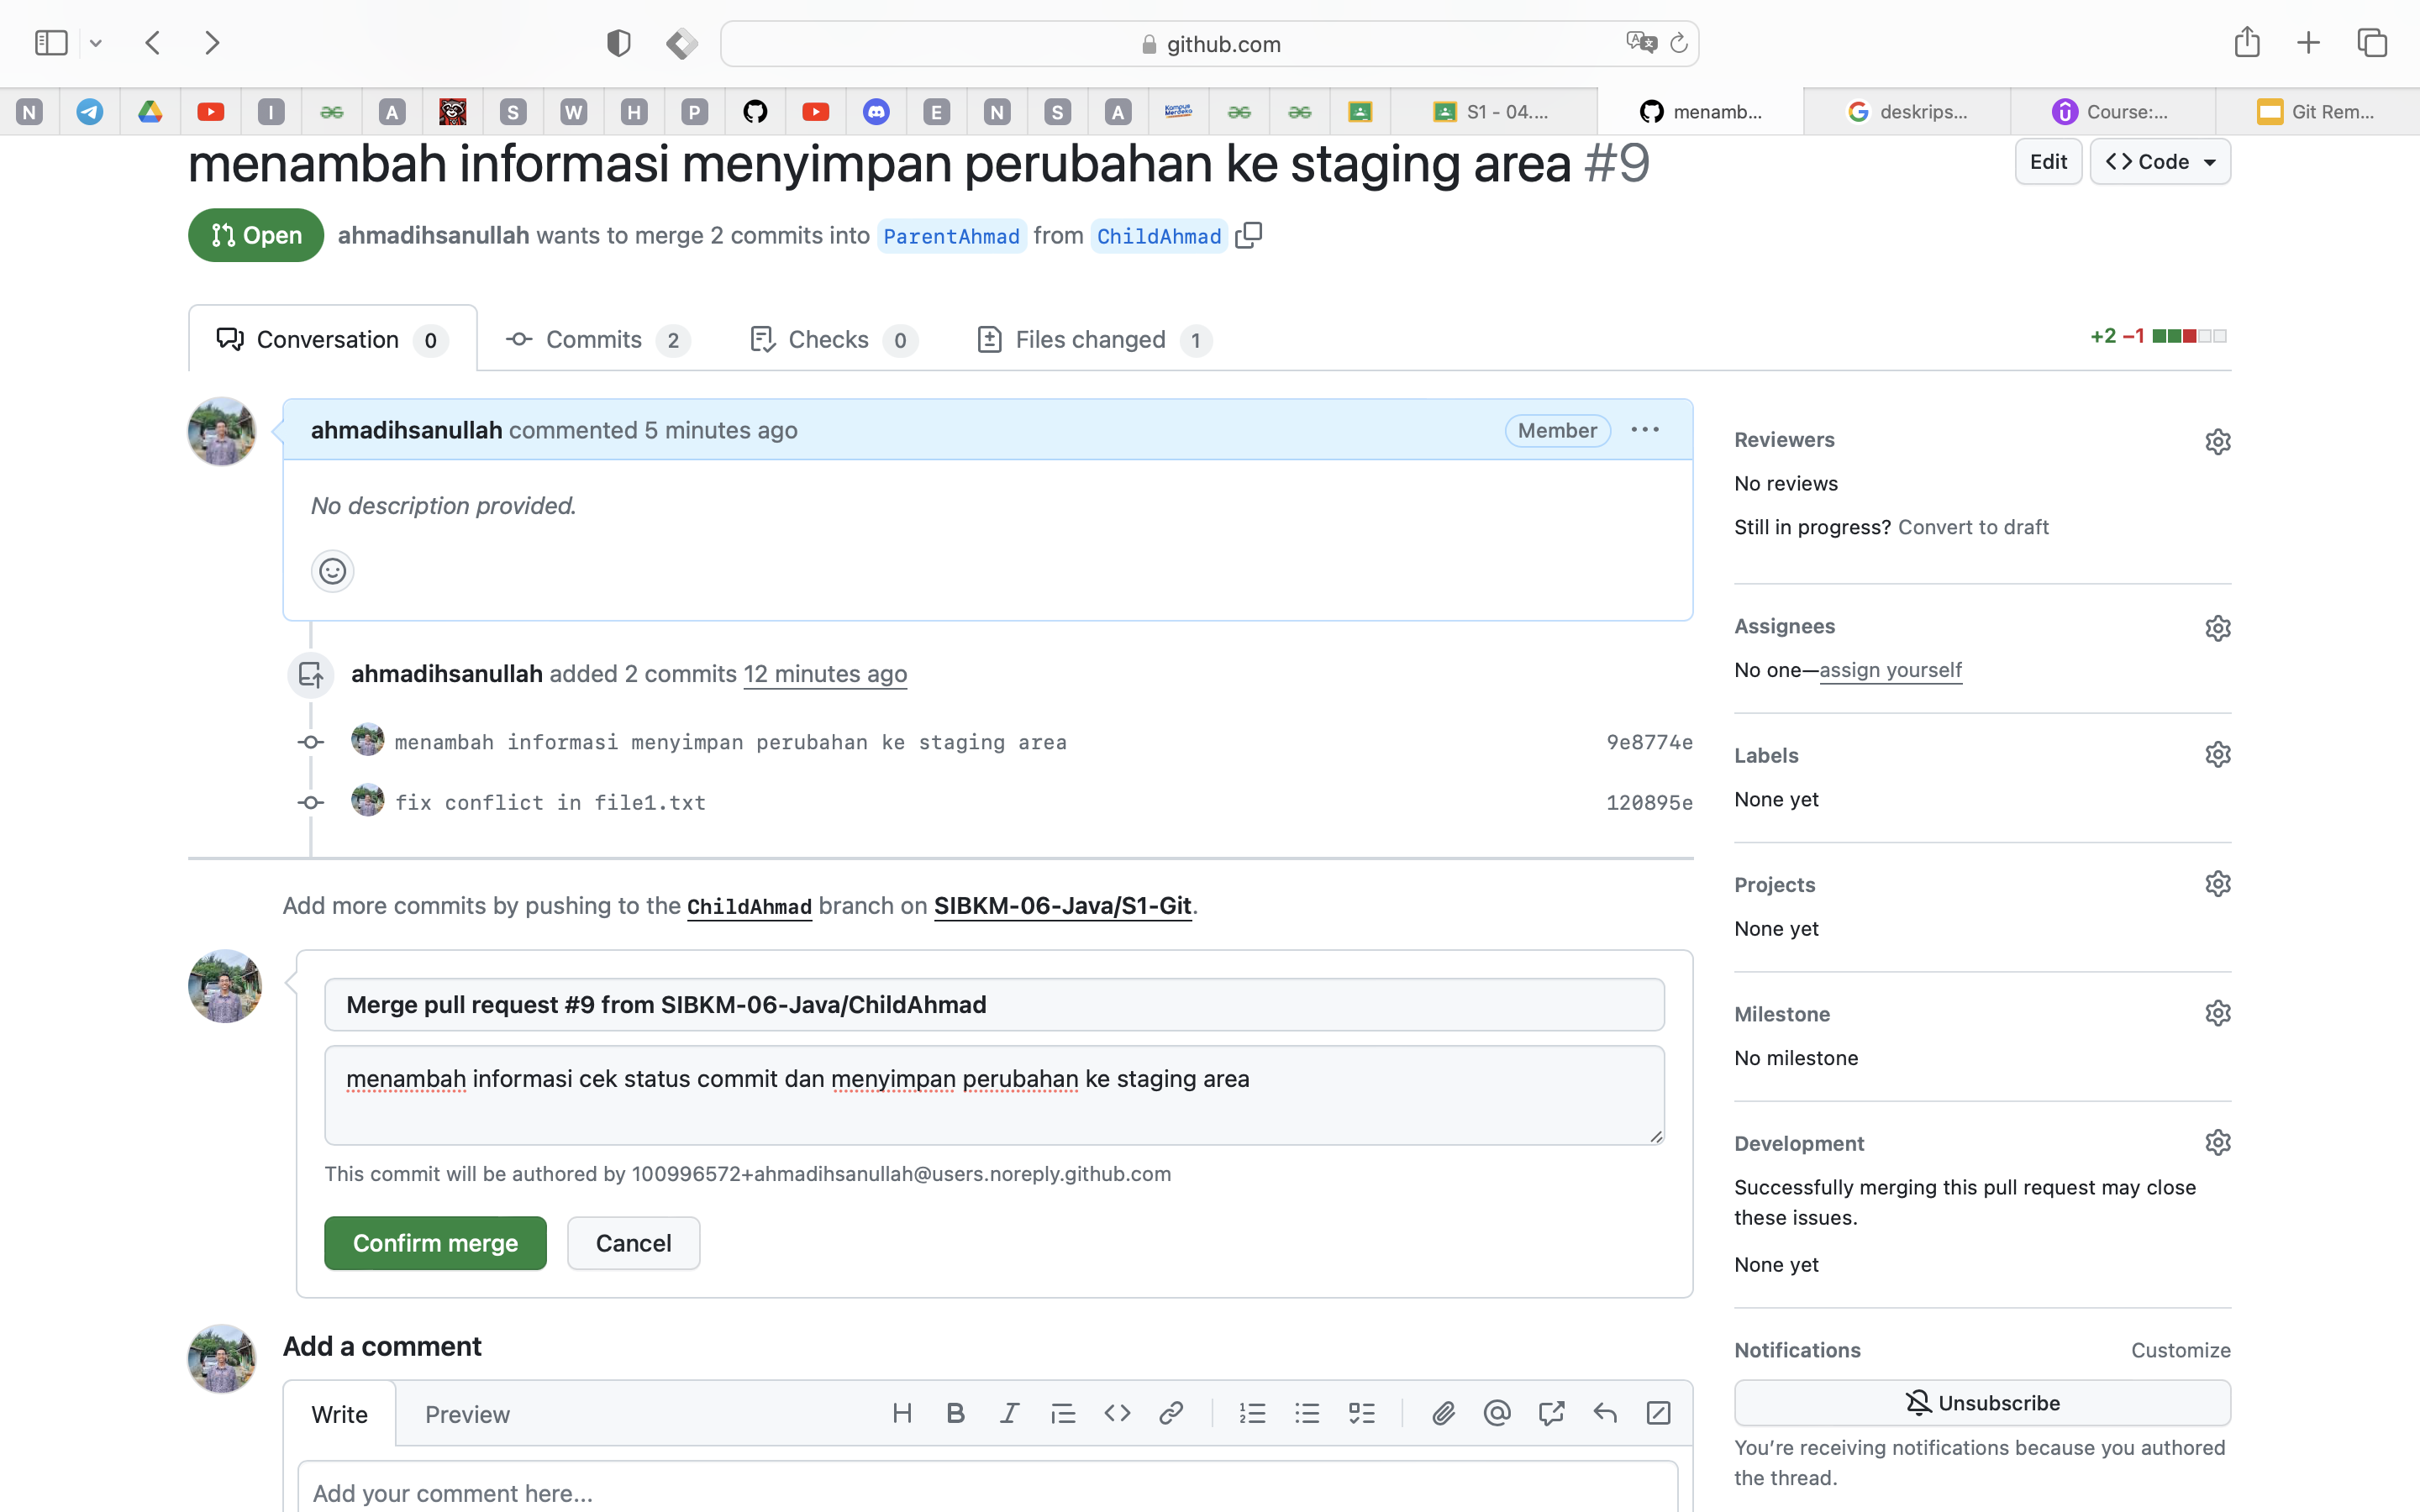 github.com
N
I
A
S
W
H
P
E
N
S
A
Kampus Merdeka
S1 - 04....
menamb...
deskrips...
Course:...
Git Rem...
menambah informasi menyimpan perubahan ke staging area #9
Edit
<> Code
Open
ahmadihsanullah wants to merge 2 commits into ParentAhmad from ChildAhmad
Conversation 0
Commits 2
Checks 0
Files changed 1
+2 −1
ahmadihsanullah commented 5 minutes ago
Member
No description provided.
ahmadihsanullah added 2 commits 12 minutes ago
menambah informasi menyimpan perubahan ke staging area
9e8774e
fix conflict in file1.txt
120895e
Add more commits by pushing to the ChildAhmad branch on SIBKM-06-Java/S1-Git.
Merge pull request #9 from SIBKM-06-Java/ChildAhmad
menambah informasi cek status commit dan menyimpan perubahan ke staging area
This commit will be authored by 100996572+ahmadihsanullah@users.noreply.github.com
Confirm merge
Cancel
Add a comment
Write
Preview
Add your comment here...
Reviewers
No reviews
Still in progress? Convert to draft
Assignees
No one—assign yourself
Labels
None yet
Projects
None yet
Milestone
No milestone
Development
Successfully merging this pull request may close
these issues.
None yet
Notifications
Customize
Unsubscribe
You’re receiving notifications because you authored
the thread.